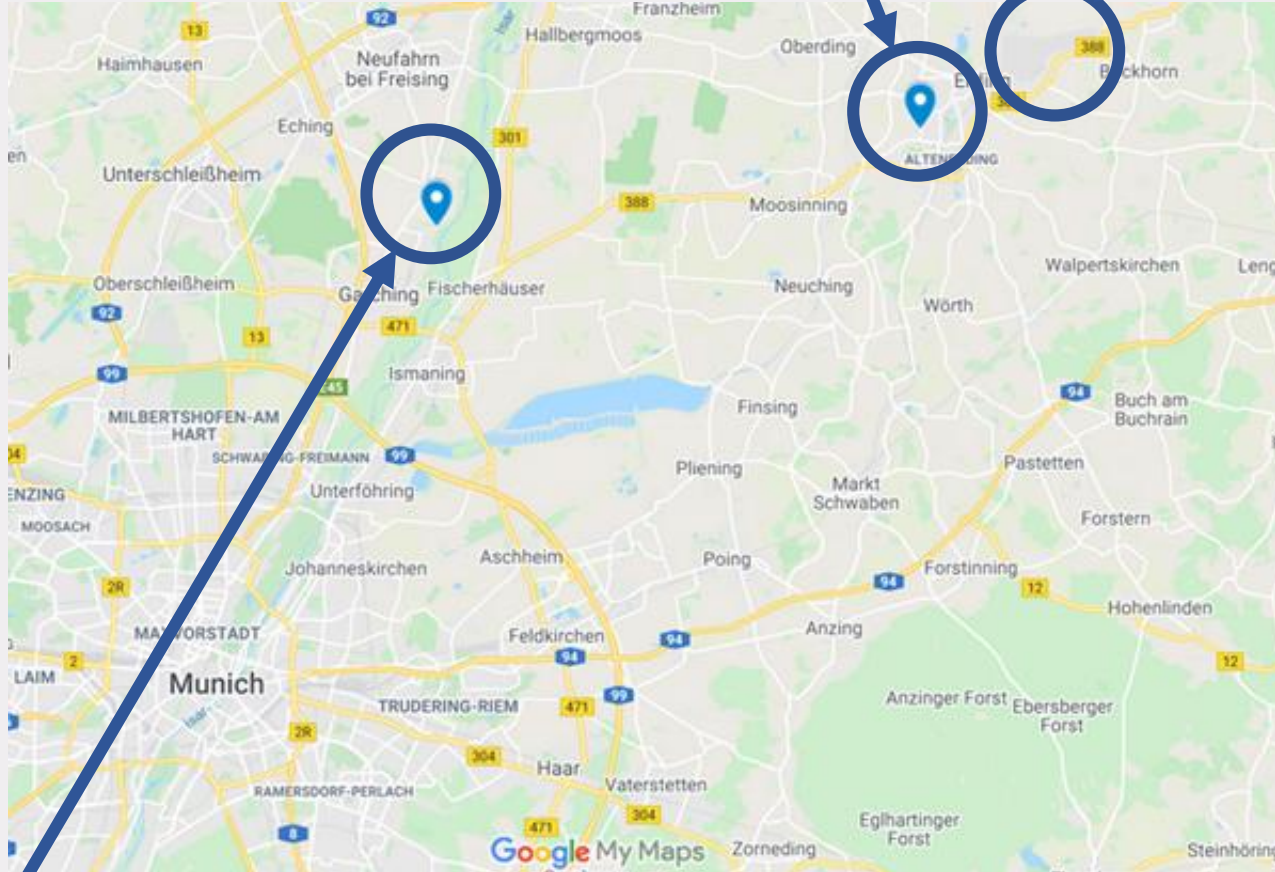 Franzheim
92
13
Hallbergmoos
Isar
Neufahrn
bei Freising
Oberding
388
Haimhausen
Eching
301
ALTENERDING
Unterschleißheim
388
Moosinning
Oberschleißheim
Fischerhäuser
Walpertskirchen
Neuching
Wörth
92
471
13
99
Ismaning
94
MILBERTSHOFEN-AM
HART
Finsing
Buch am
Buchrain
99
Pliening
Pastetten
Unterföhring
Markt
Schwaben
MOOSACH
Forstern
Aschheim
Poing
Johanneskirchen
Forstinning
94
2R
12
Hohenlinden
Feldkirchen
94
Anzing
94
2
12
LAIM
Munich
99
Anzinger Forst
Ebersberger
Forst
TRUDERING-RIEM
471
Isar
2R
304
Haar
Vaterstetten
RAMERSDORF-PERLACH
304
8
471
Eglhartinger
Forst
Google My Maps
Zorneding